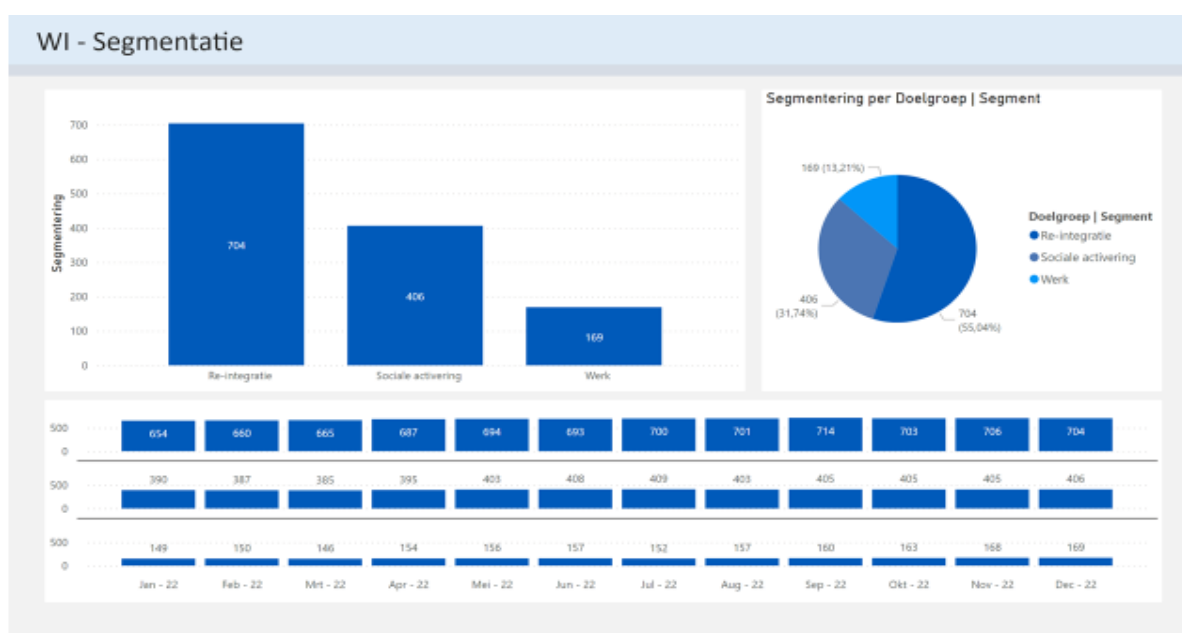 WI - Segmentatie
700
600
500
400
300
200
100
0
Segmentering
704
406
169
Re-integratie
Sociale activering
Werk
Segmentering per Doelgroep | Segment
169 (13,21%)
406
(31,74%)
704
(55,04%)
Doelgroep | Segment
Re-integratie
Sociale activering
Werk
500
0
654 660 665 687 694 693 700 701 714 703 706 704
500
0
390 387 385 395 403 408 409 403 405 405 405 406
500
0
149 150 146 154 156 157 152 157 160 163 168 169
Jan - 22 Feb - 22 Mrt - 22 Apr - 22 Mei - 22 Jun - 22 Jul - 22 Aug - 22 Sep - 22 Okt - 22 Nov - 22 Dec - 22